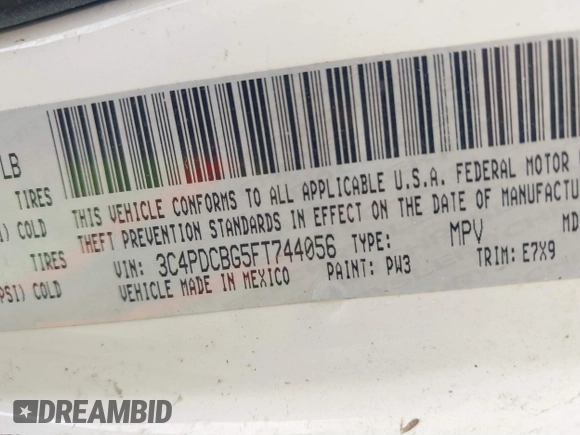 LB
TIRES
) COLD
TIRES
PSI) COLD
THIS VEHICLE CONFORMS TO ALL APPLICABLE U.S.A. FEDERAL MOTOR
THEFT PREVENTION STANDARDS IN EFFECT ON THE DATE OF MANUFACTU
VIN: 3C4PDCBG5FT744056 TYPE: MPV MD
VEHICLE MADE IN MEXICO PAINT: PW3 TRIM: E7X9
DREAMBID